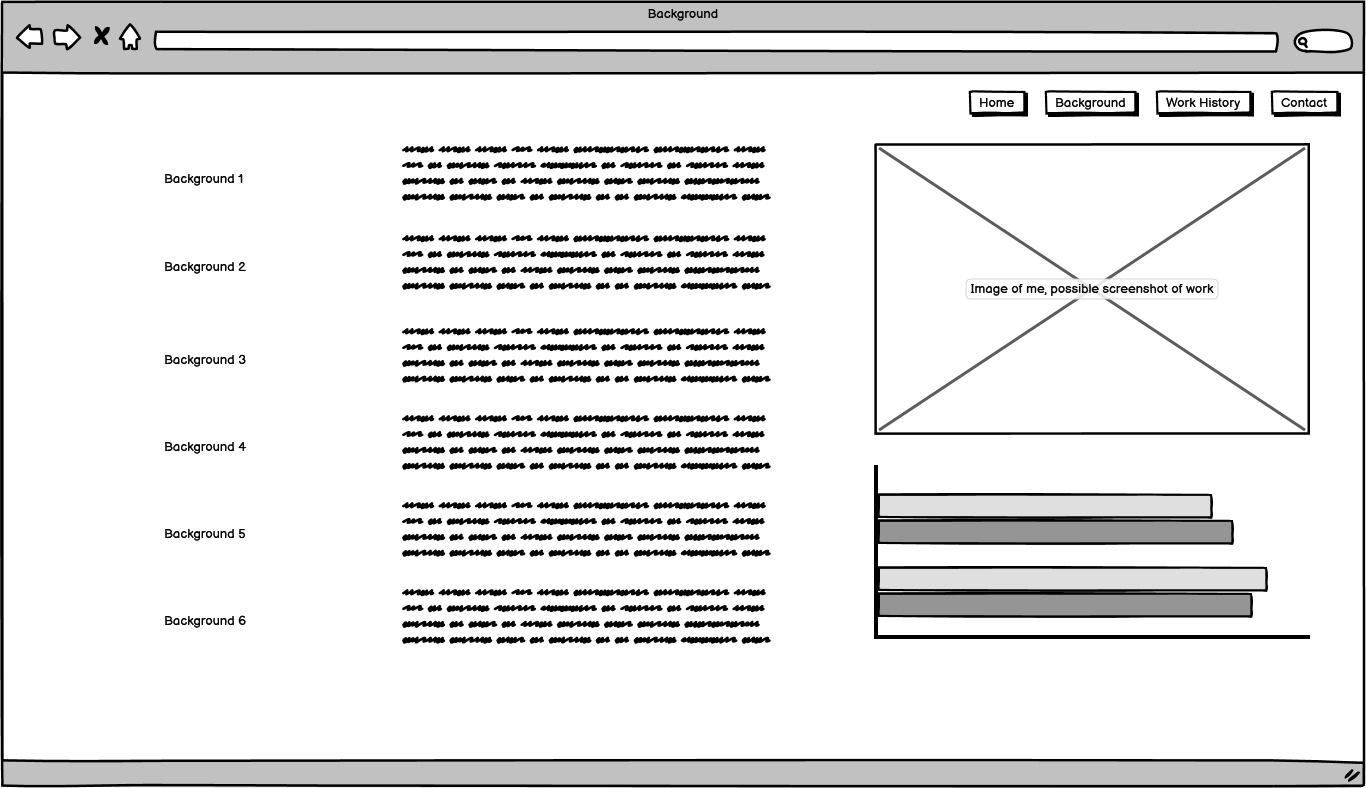 Background
Home Background Work History Contact
Background 1
Background 2
Image of me, possible screenshot of work
Background 3
Background 4
Background 5
Background 6